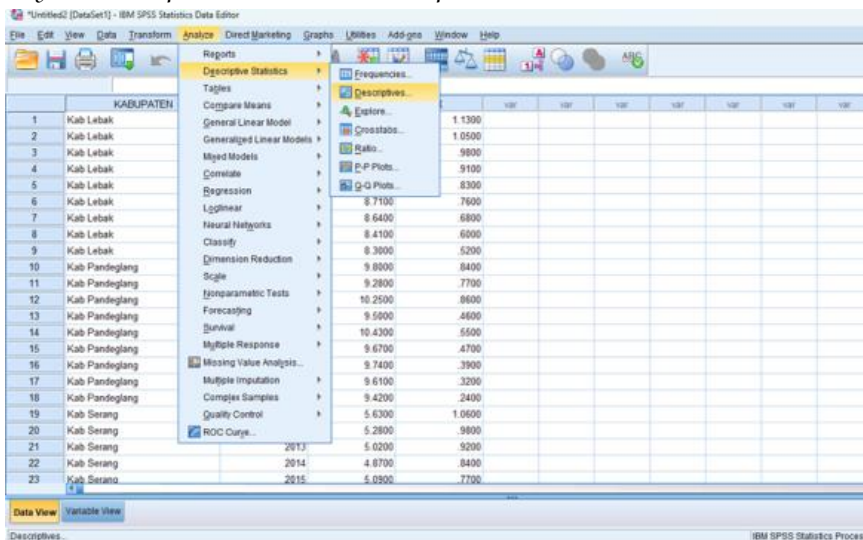 *Untitled2 [DataSet1] - IBM SPSS Statistics Data Editor
File Edit View Data Transform Analyze Direct Marketing Graphs Utilities Add-ons Window Help
Reports
Descriptive Statistics
Tables
Compare Means
General Linear Model
Generalized Linear Models
Mixed Models
Correlate
Regression
Loglinear
Neural Networks
Classify
Dimension Reduction
Scale
Nonparametric Tests
Forecasting
Survival
Multiple Response
Missing Value Analysis...
Multiple Imputation
Complex Samples
Quality Control
ROC Curve...
Frequencies...
Descriptives...
Explore...
Crosstabs...
Ratio...
P-P Plots...
Q-Q Plots...
KABUPATEN var var var var var var
1 Kab Lebak 1.1300
2 Kab Lebak 1.0500
3 Kab Lebak .9800
4 Kab Lebak .9100
5 Kab Lebak .8300
6 Kab Lebak 8.7100 .7600
7 Kab Lebak 8.6400 .6800
8 Kab Lebak 8.4100 .6000
9 Kab Lebak 8.3000 .5200
10 Kab Pandeglang 9.8000 .8400
11 Kab Pandeglang 9.2800 .7700
12 Kab Pandeglang 10.2500 .8600
13 Kab Pandeglang 9.5000 .4600
14 Kab Pandeglang 10.4300 .5500
15 Kab Pandeglang 9.6700 .4700
16 Kab Pandeglang 9.7400 .3900
17 Kab Pandeglang 9.6100 .3200
18 Kab Pandeglang 9.4200 .2400
19 Kab Serang 5.6300 1.0600
20 Kab Serang 5.2800 .9800
21 Kab Serang 2013 5.0200 .9200
22 Kab Serang 2014 4.8700 .8400
23 Kab Serang 2015 5.0900 .7700
Data View Variable View
Descriptives... IBM SPSS Statistics Proces